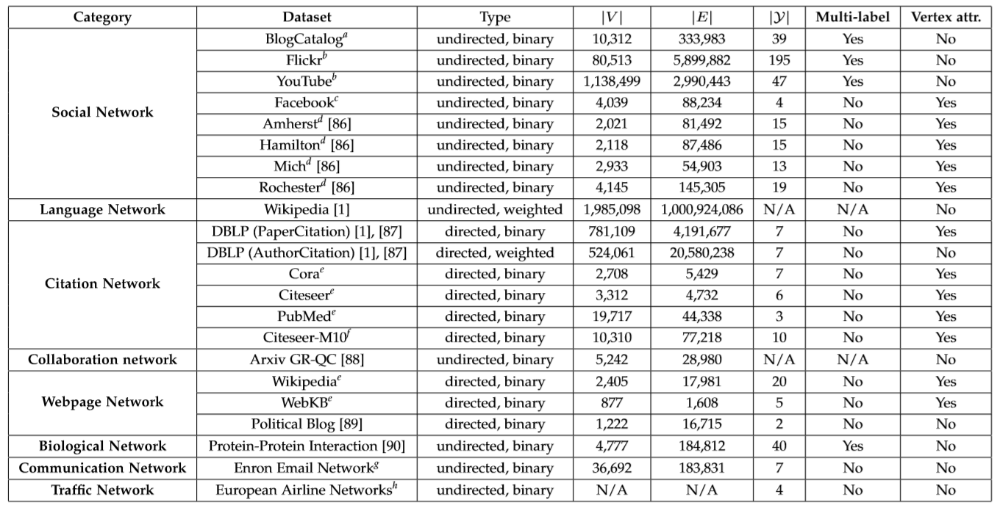 Category Dataset Type |V| |E| |𝒴| Multi-label Vertex attr.
Social Network
BlogCatalog^a undirected, binary 10,312 333,983 39 Yes No
Flickr^b undirected, binary 80,513 5,899,882 195 Yes No
YouTube^b undirected, binary 1,138,499 2,990,443 47 Yes No
Facebook^c undirected, binary 4,039 88,234 4 No Yes
Amherst^d [86] undirected, binary 2,021 81,492 15 No Yes
Hamilton^d [86] undirected, binary 2,118 87,486 15 No Yes
Mich^d [86] undirected, binary 2,933 54,903 13 No Yes
Rochester^d [86] undirected, binary 4,145 145,305 19 No Yes
Language Network Wikipedia [1] undirected, weighted 1,985,098 1,000,924,086 N/A N/A No
Citation Network
DBLP (PaperCitation) [1], [87] directed, binary 781,109 4,191,677 7 No Yes
DBLP (AuthorCitation) [1], [87] directed, weighted 524,061 20,580,238 7 No No
Cora^e directed, binary 2,708 5,429 7 No Yes
Citeseer^e directed, binary 3,312 4,732 6 No Yes
PubMed^e directed, binary 19,717 44,338 3 No Yes
Citeseer-M10^f directed, binary 10,310 77,218 10 No Yes
Collaboration network Arxiv GR-QC [88] undirected, binary 5,242 28,980 N/A N/A No
Webpage Network
Wikipedia^e directed, binary 2,405 17,981 20 No Yes
WebKB^e directed, binary 877 1,608 5 No Yes
Political Blog [89] directed, binary 1,222 16,715 2 No No
Biological Network Protein-Protein Interaction [90] undirected, binary 4,777 184,812 40 Yes No
Communication Network Enron Email Network^g undirected, binary 36,692 183,831 7 No No
Traffic Network European Airline Networks^h undirected, binary N/A N/A 4 No No